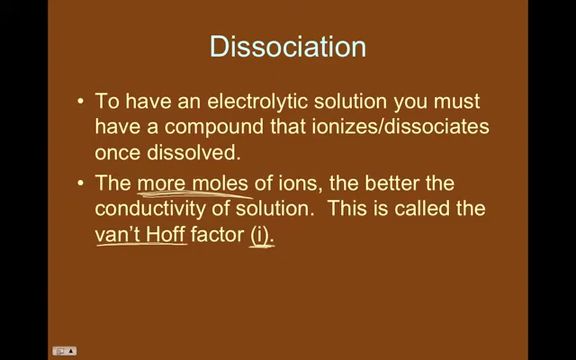 Dissociation
• To have an electrolytic solution you must
have a compound that ionizes/dissociates
once dissolved.
• The more moles of ions, the better the
conductivity of solution.  This is called the
van't Hoff factor (i).